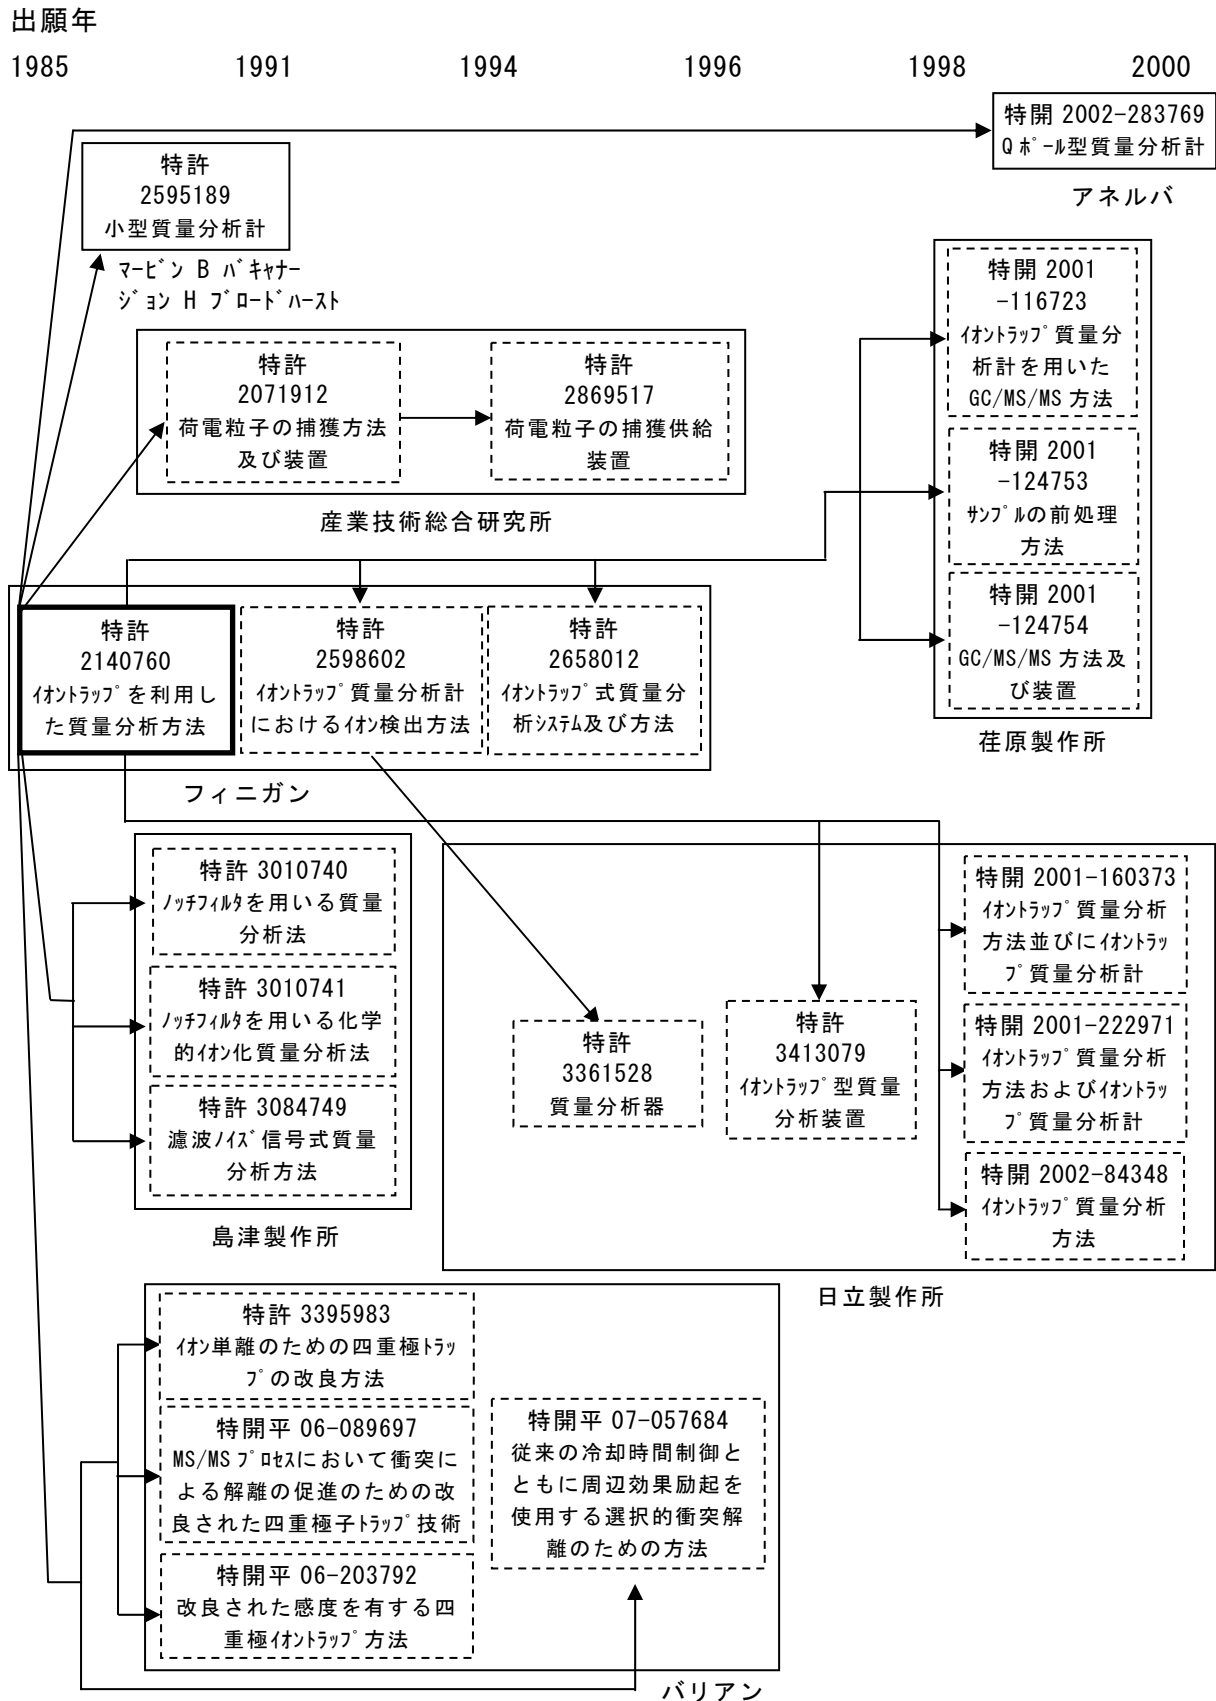 出願年
1985
1991
1994
1996
1998
2000
特開 2002-283769
Qﾎﾟｰﾙ型質量分析計
アネルバ
特許
2595189
小型質量分析計
ﾏｰﾋﾞﾝ B ﾊﾞｷｬﾅｰ
ｼﾞｮﾝ H ﾌﾞﾛｰﾄﾞﾊｰｽﾄ
特許
2071912
荷電粒子の捕獲方法
及び装置
特許
2869517
荷電粒子の捕獲供給
装置
産業技術総合研究所
特開 2001
-116723
ｲｵﾝﾄﾗｯﾌﾟ質量分
析計を用いた
GC/MS/MS 方法
特開 2001
-124753
ｻﾝﾌﾟﾙの前処理
方法
特開 2001
-124754
GC/MS/MS 方法及
び装置
荏原製作所
特許
2140760
ｲｵﾝﾄﾗｯﾌﾟを利用し
た質量分析方法
特許
2598602
ｲｵﾝﾄﾗｯﾌﾟ質量分析計
におけるｲｵﾝ検出方法
特許
2658012
ｲｵﾝﾄﾗｯﾌﾟ式質量分
析ｼｽﾃﾑ及び方法
フィニガン
特許 3010740
ﾉｯﾁﾌｨﾙﾀを用いる質量
分析法
特許 3010741
ﾉｯﾁﾌｨﾙﾀを用いる化学
的ｲｵﾝ化質量分析法
特許 3084749
濾波ﾉｲｽﾞ信号式質量
分析方法
島津製作所
特許
3361528
質量分析器
特許
3413079
ｲｵﾝﾄﾗｯﾌﾟ型質量
分析装置
特開 2001-160373
ｲｵﾝﾄﾗｯﾌﾟ質量分析
方法並びにｲｵﾝﾄﾗｯ
ﾌﾟ質量分析計
特開 2001-222971
ｲｵﾝﾄﾗｯﾌﾟ質量分析
方法およびｲｵﾝﾄﾗｯ
ﾌﾟ質量分析計
特開 2002-84348
ｲｵﾝﾄﾗｯﾌﾟ質量分析
方法
日立製作所
特許 3395983
ｲｵﾝ単離のための四重極ﾄﾗｯ
ﾌﾟの改良方法
特開平 06-089697
MS/MS ﾌﾟﾛｾｽにおいて衝突に
よる解離の促進のための改
良された四重極子ﾄﾗｯﾌﾟ技術
特開平 06-203792
改良された感度を有する四
重極ｲｵﾝﾄﾗｯﾌﾟ方法
特開平 07-057684
従来の冷却時間制御と
ともに周辺効果励起を
使用する選択的衝突解
離のための方法
バリアン